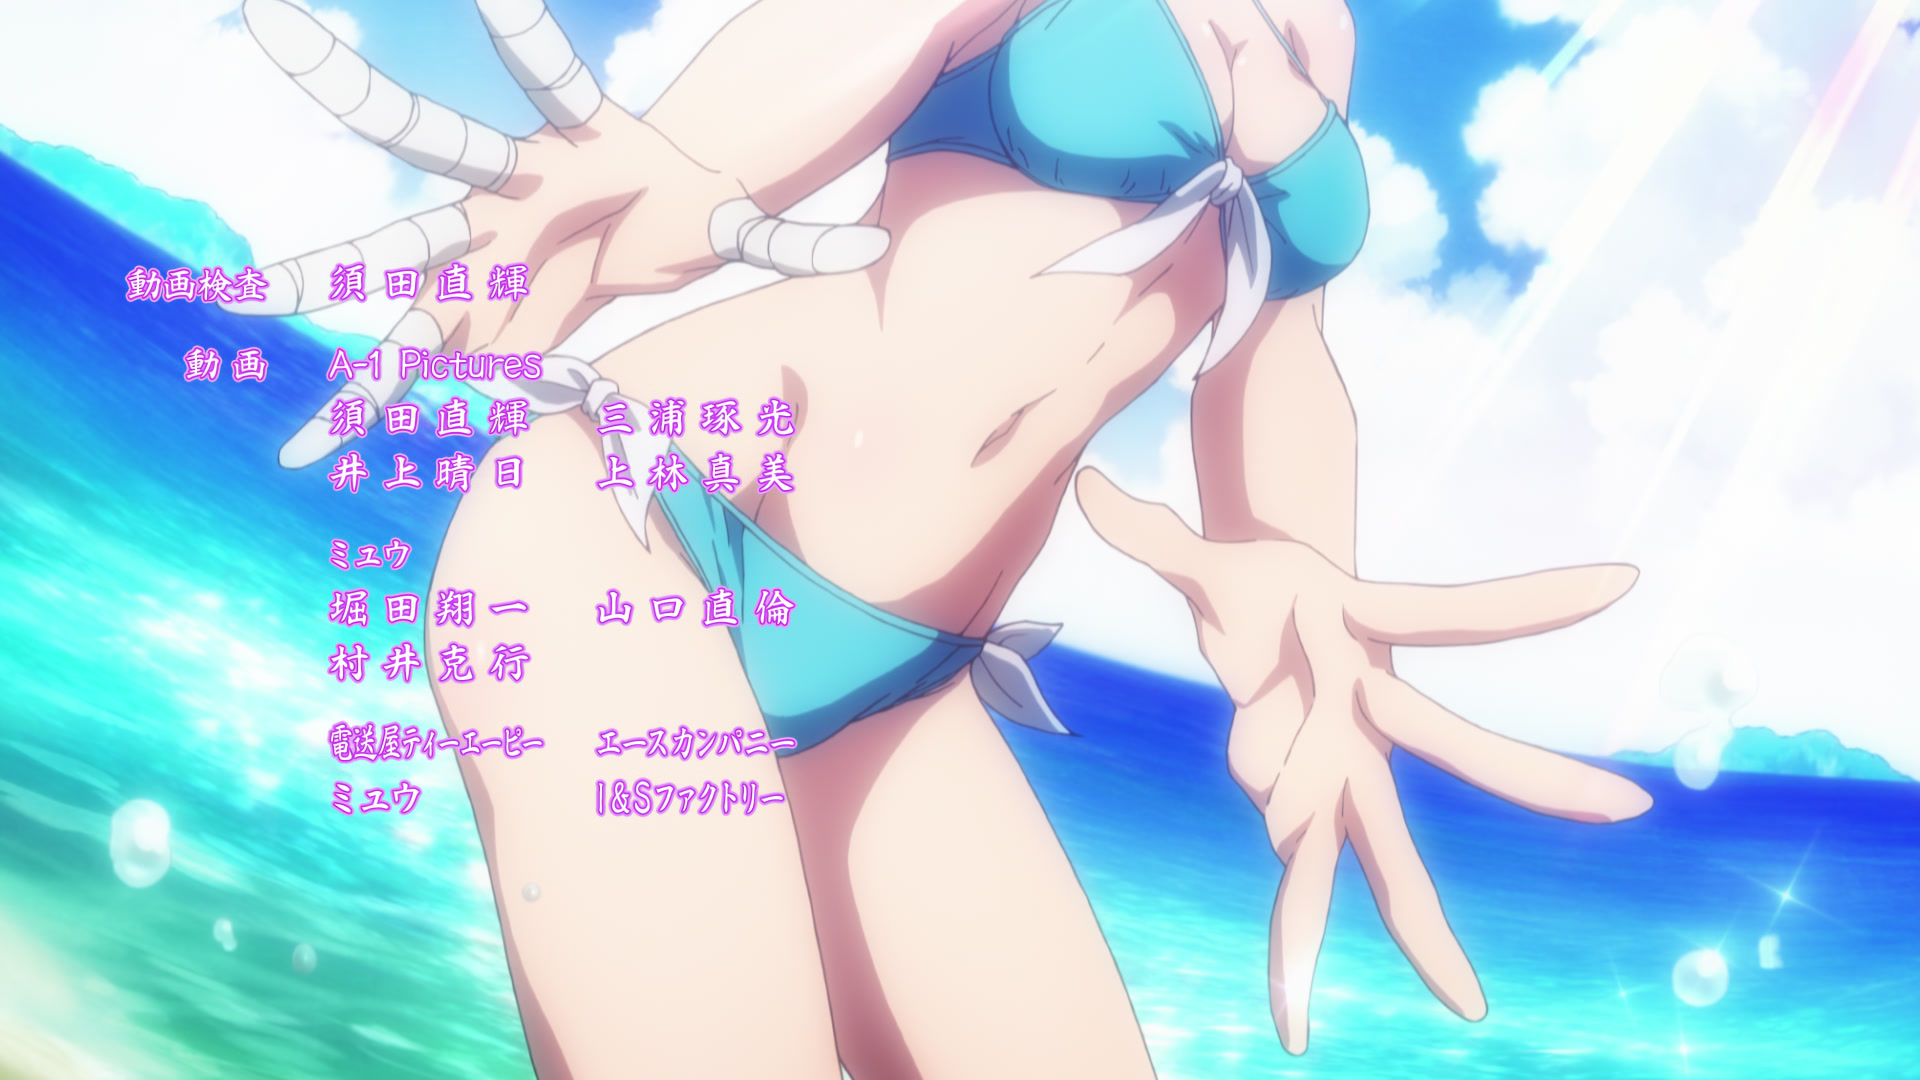 動画検査 須田直輝
動画 A-1 Pictures
須田直輝 三浦琢光
井上晴日 上林真美
ミュウ
堀田翔一 山口直倫
村井克行
電送屋ティーエーピー エースカンパニー
ミュウ I&Sファクトリー